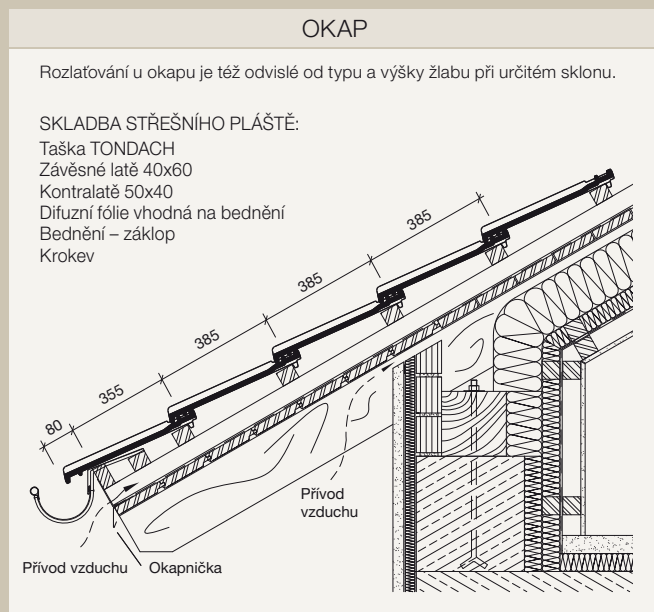 OKAP
Rozlaťování u okapu je též odvislé od typu a výšky žlabu při určitém sklonu.
SKLADBA STŘEŠNÍHO PLÁŠTĚ:
Taška TONDACH
Závěsné latě 40x60
Kontralatě 50x40
Difuzní fólie vhodná na bednění
Bednění – záklop
Krokev
385
385
385
385
355
80
Přívod
vzduchu
Přívod vzduchu
Okapnička